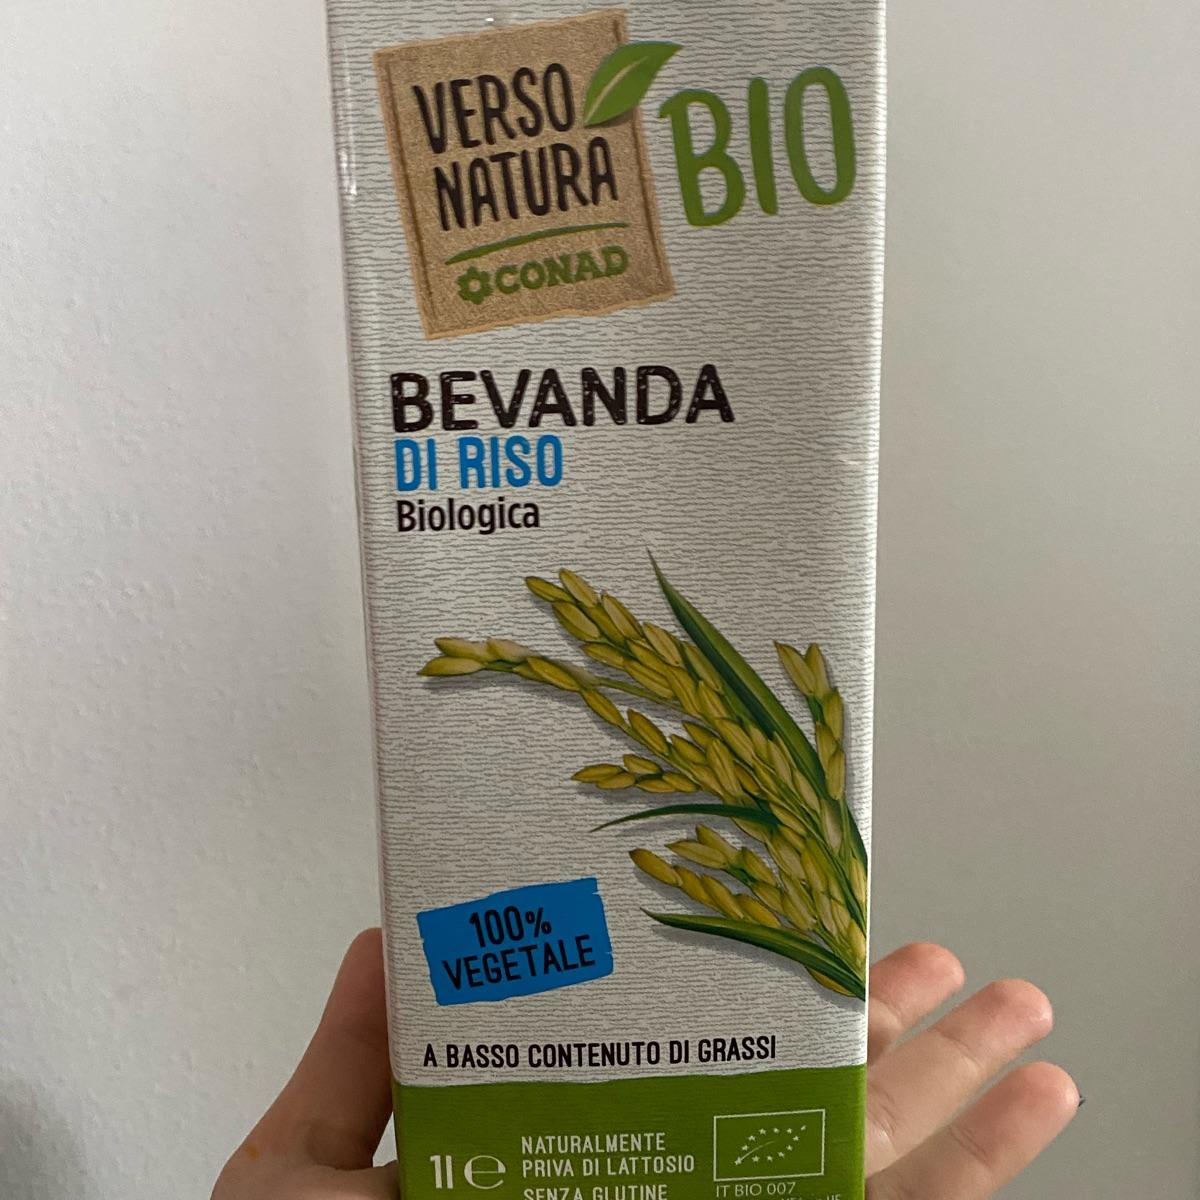 VERSO
NATURA
CONAD
BIO
BEVANDA
DI RISO
Biologica
100%
VEGETALE
A BASSO CONTENUTO DI GRASSI
1l e
NATURALMENTE
PRIVA DI LATTOSIO
SENZA GLUTINE
IT BIO 007